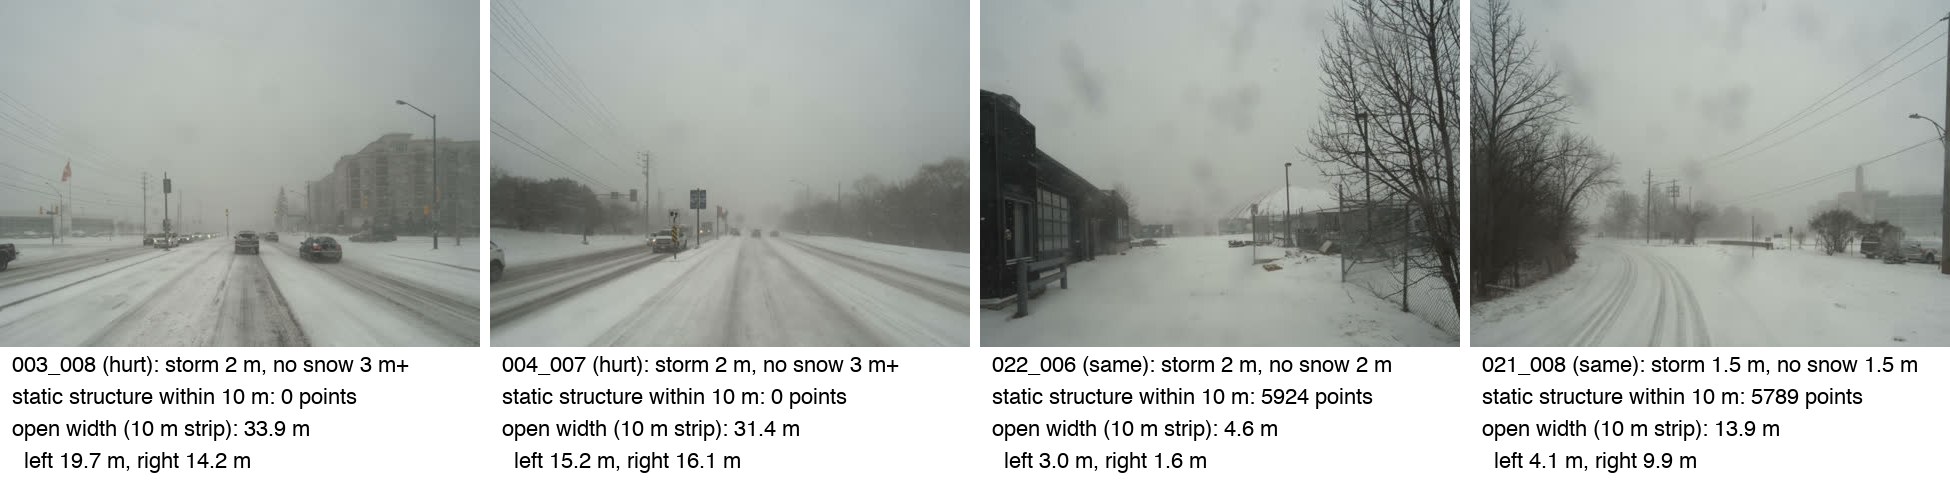 003_008 (hurt): storm 2 m, no snow 3 m+
static structure within 10 m: 0 points
open width (10 m strip): 33.9 m
left 19.7 m, right 14.2 m
004_007 (hurt): storm 2 m, no snow 3 m+
static structure within 10 m: 0 points
open width (10 m strip): 31.4 m
left 15.2 m, right 16.1 m
022_006 (same): storm 2 m, no snow 2 m
static structure within 10 m: 5924 points
open width (10 m strip): 4.6 m
left 3.0 m, right 1.6 m
021_008 (same): storm 1.5 m, no snow 1.5 m
static structure within 10 m: 5789 points
open width (10 m strip): 13.9 m
left 4.1 m, right 9.9 m